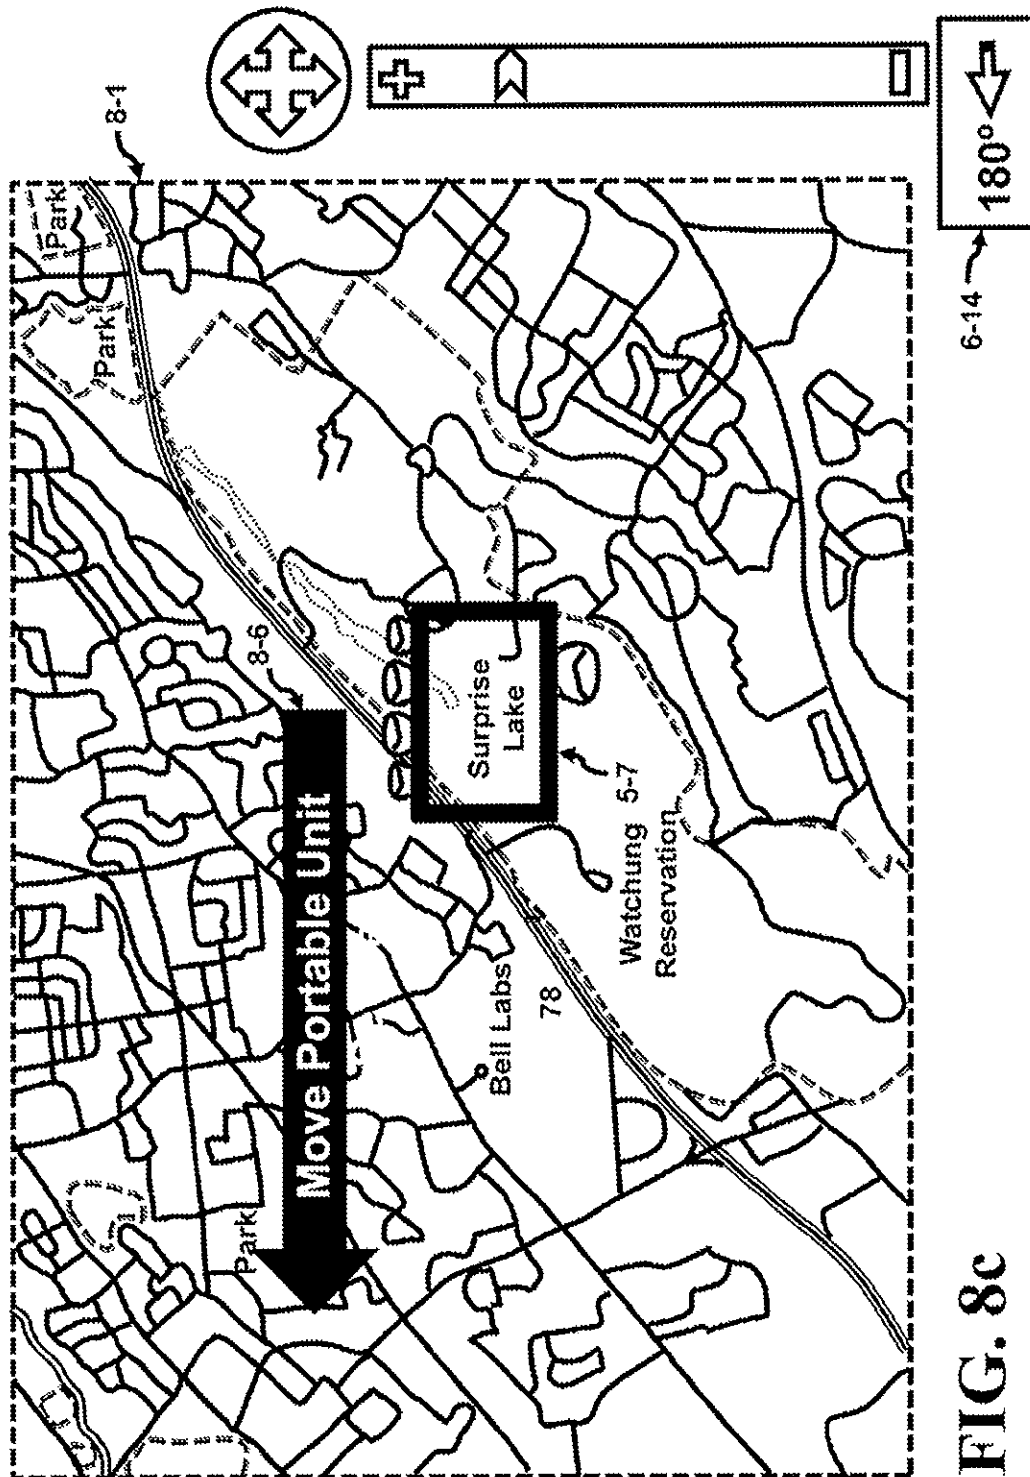 8-1
Park
Park
8-6
Move Portable Unit
Surprise
Lake
5-7
Watchung
Reservation
78
Bell Labs
Park
180°
6-14
FIG. 8c